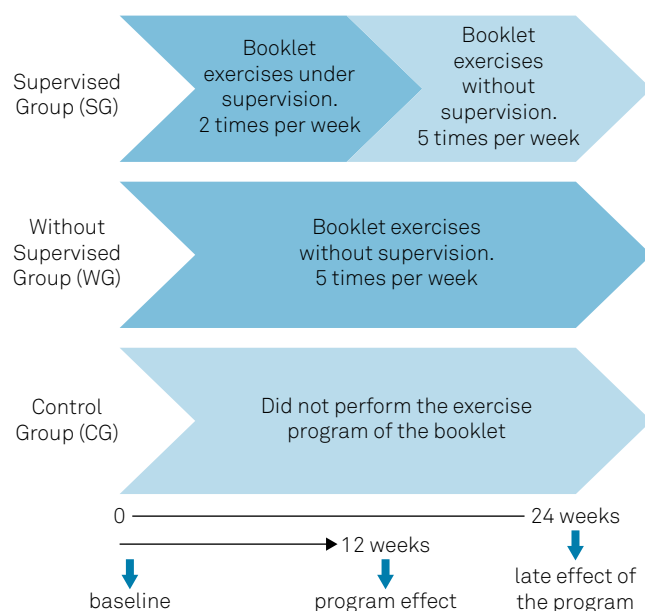 Supervised
Group (SG)
Booklet
exercises under
supervision.
2 times per week
Booklet
exercises
without
supervision.
5 times per week
Without
Supervised
Group (WG)
Booklet exercises
without supervision.
5 times per week
Control
Group (CG)
Did not perform the exercise
program of the booklet
0
24 weeks
12 weeks
baseline
program effect
late effect of
the program